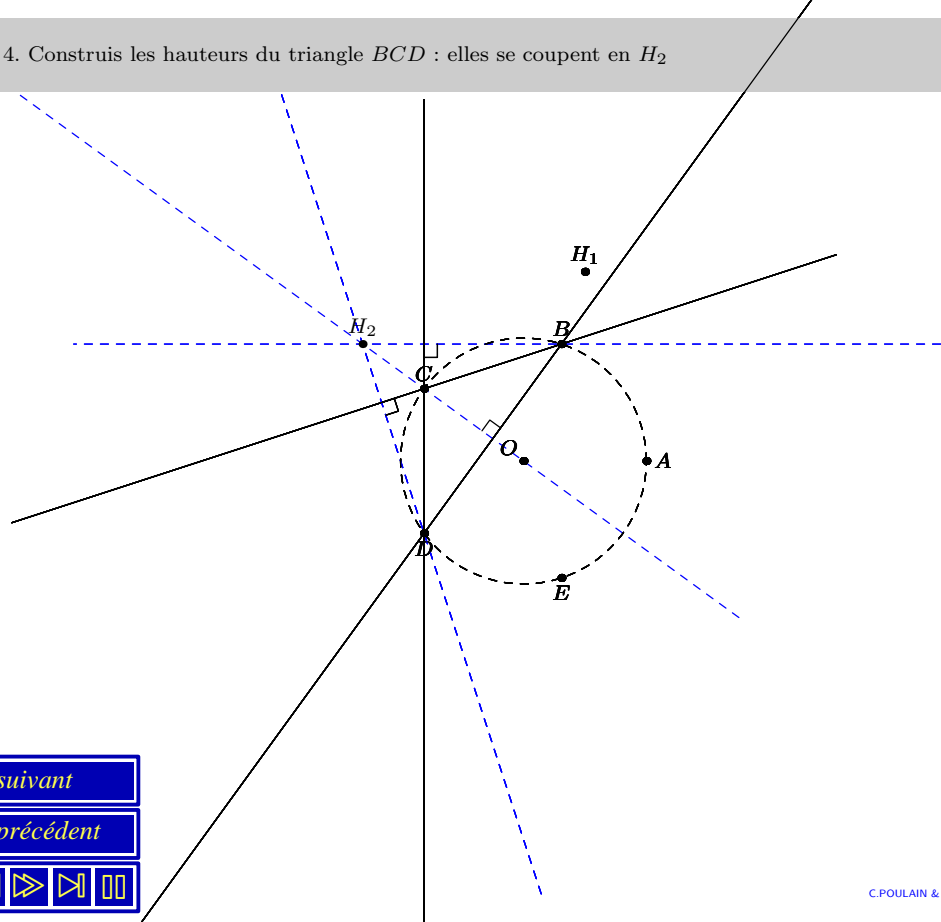 4. Construis les hauteurs du triangle BCD : elles se coupent en H₂
H₁
H₂
B
C
O
A
D
E
suivant
précédent
C.POULAIN &